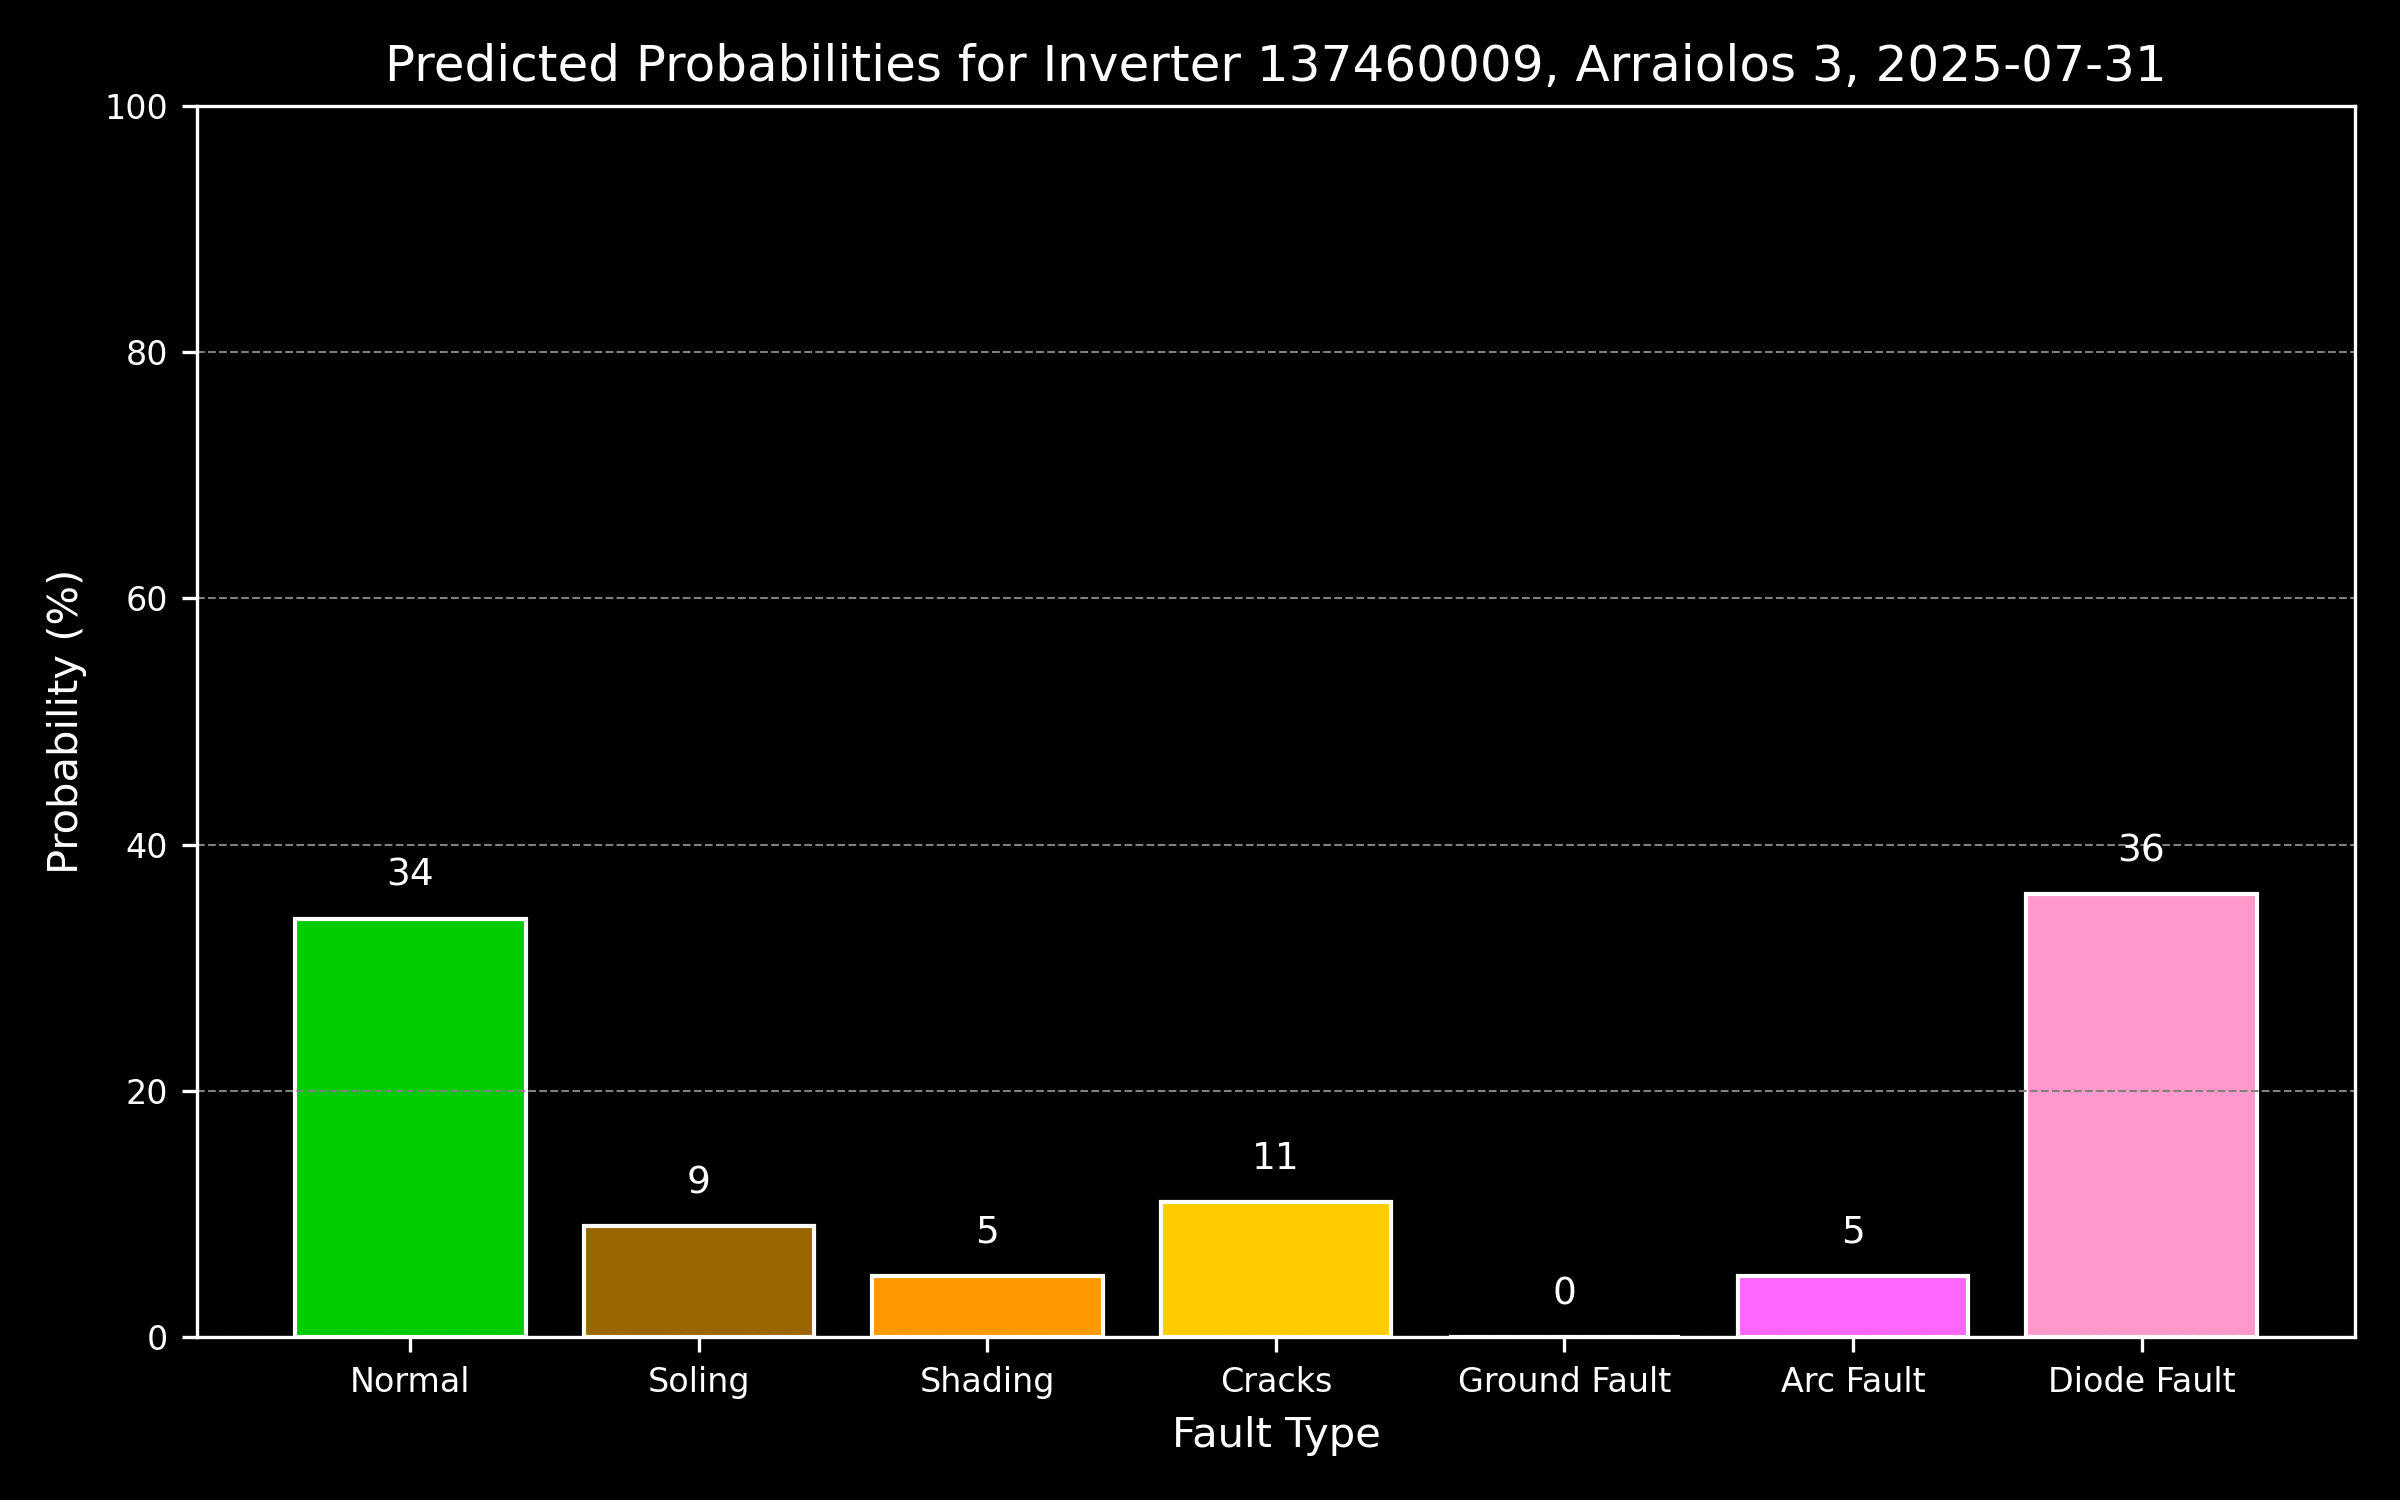 Predicted Probabilities for Inverter 137460009, Arraiolos 3, 2025-07-31
100
80
60
40
20
0
Probability (%)
34
9
5
11
0
5
36
Normal
Soling
Shading
Cracks
Ground Fault
Arc Fault
Diode Fault
Fault Type